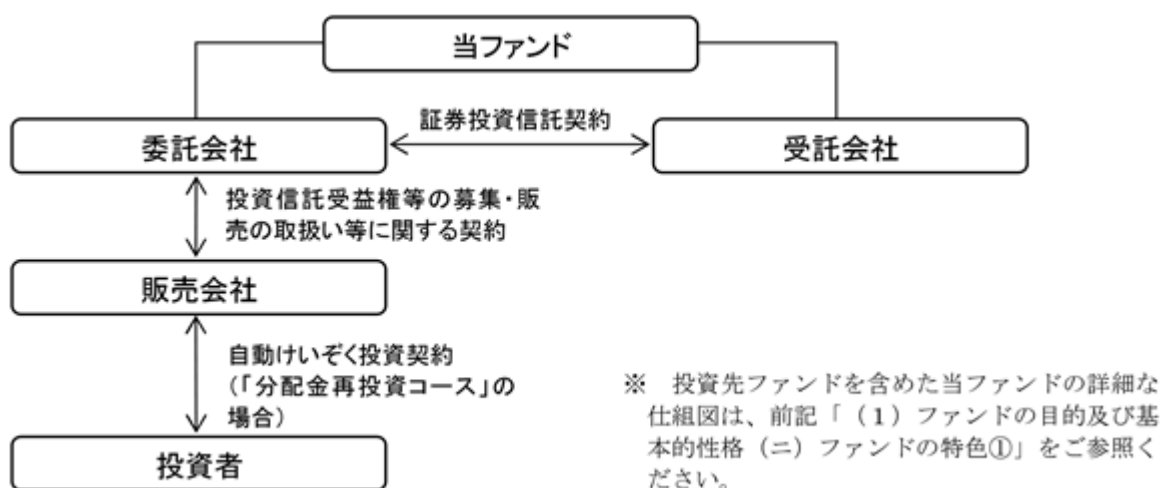 当ファンド
証券投資信託契約
委託会社
受託会社
投資信託受益権等の募集・販
売の取扱い等に関する契約
販売会社
自動けいぞく投資契約
(「分配金再投資コース」の
場合)
投資者
※　投資先ファンドを含めた当ファンドの詳細な
仕組図は、前記「(1)ファンドの目的及び基
本的性格(ニ)ファンドの特色①」をご参照く
ださい。